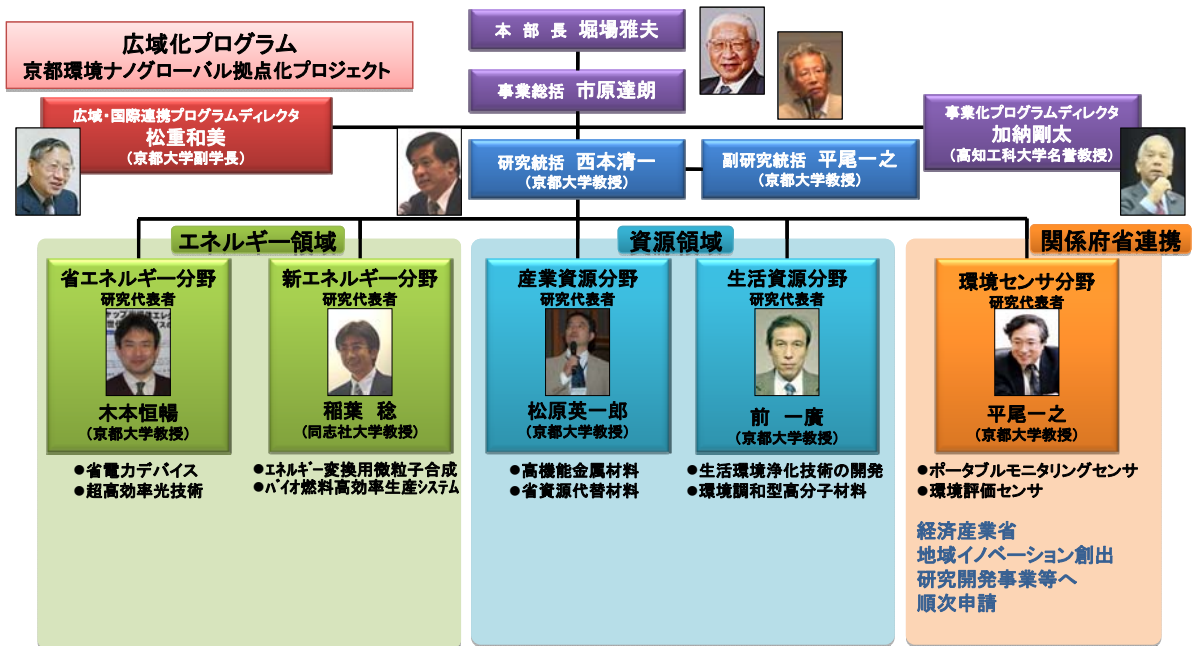 広域化プログラム
京都環境ナノグローバル拠点化プロジェクト
本 部 長 堀場雅夫
事業総括 市原達朗
広域・国際連携プログラムディレクタ
松重和美
(京都大学副学長)
事業化プログラムディレクタ
加納剛太
(高知工科大学名誉教授)
研究統括 西本清一
(京都大学教授)
副研究統括 平尾一之
(京都大学教授)
エネルギー領域
省エネルギー分野
研究代表者
木本恒暢
(京都大学教授)
●省電力デバイス
●超高効率光技術
新エネルギー分野
研究代表者
稲葉 稔
(同志社大学教授)
●エネルギー変換用微粒子合成
●バイオ燃料高効率生産システム
資源領域
産業資源分野
研究代表者
松原英一郎
(京都大学教授)
●高機能金属材料
●省資源代替材料
生活資源分野
研究代表者
前 一廣
(京都大学教授)
●生活環境浄化技術の開発
●環境調和型高分子材料
関係府省連携
環境センサ分野
研究代表者
平尾一之
(京都大学教授)
●ポータブルモニタリングセンサ
●環境評価センサ
経済産業省
地域イノベーション創出
研究開発事業等へ
順次申請